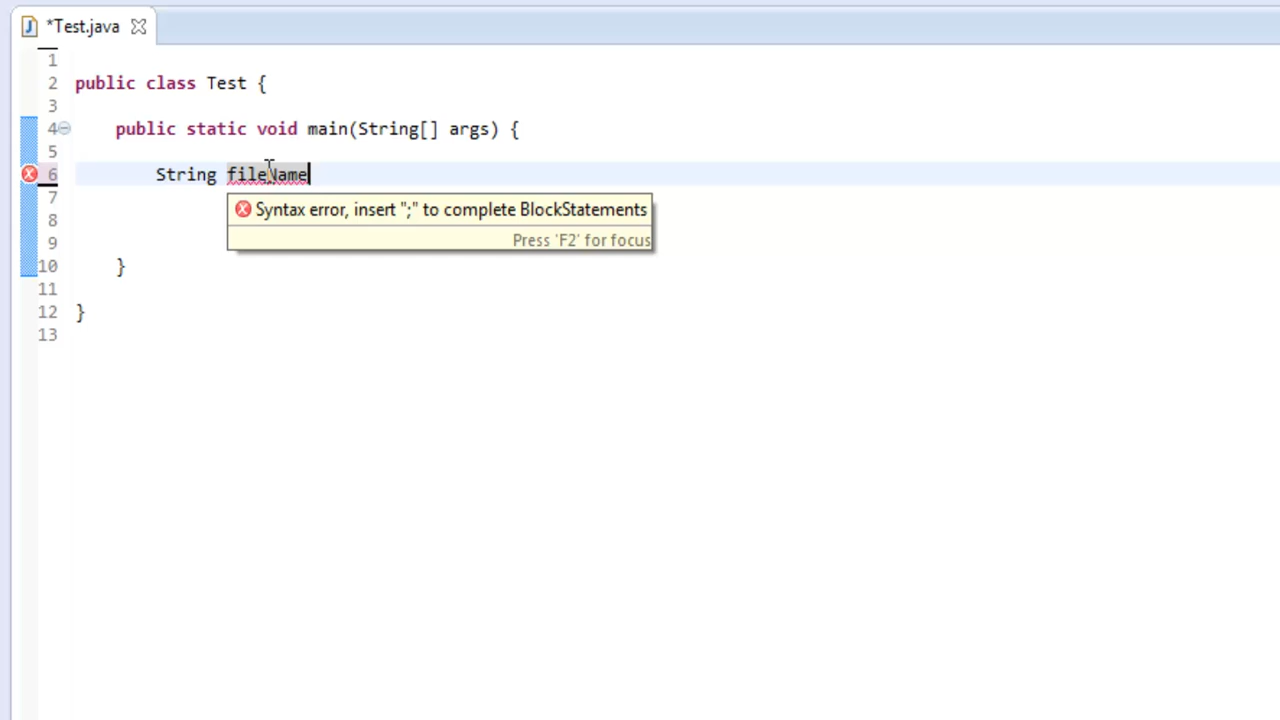 *Test.java
1
2 public class Test {
3
4 public static void main(String[] args) {
5
6 String fileName
7
Syntax error, insert ";" to complete BlockStatements
8
9
Press 'F2' for focus
10 }
11
12 }
13